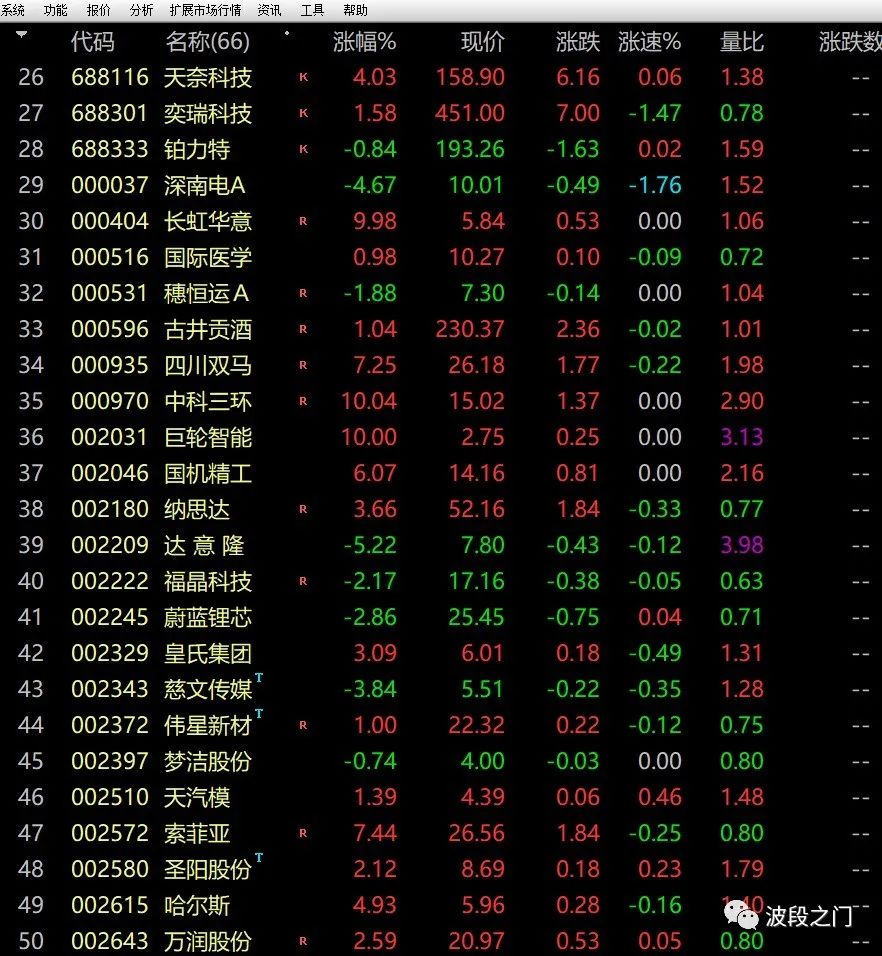 系统 功能 报价 分析 扩展市场行情 资讯 工具 帮助
代码 名称(66) 涨幅% 现价 涨跌 涨速% 量比 涨跌数
26 688116 天奈科技 K 4.03 158.90 6.16 0.06 1.38 --
27 688301 奕瑞科技 K 1.58 451.00 7.00 -1.47 0.78 --
28 688333 铂力特 K -0.84 193.26 -1.63 0.02 1.59 --
29 000037 深南电A -4.67 10.01 -0.49 -1.76 1.52 --
30 000404 长虹华意 R 9.98 5.84 0.53 0.00 1.06 --
31 000516 国际医学 0.98 10.27 0.10 -0.09 0.72 --
32 000531 穗恒运A R -1.88 7.30 -0.14 0.00 1.04 --
33 000596 古井贡酒 R 1.04 230.37 2.36 -0.02 1.01 --
34 000935 四川双马 R 7.25 26.18 1.77 -0.22 1.98 --
35 000970 中科三环 R 10.04 15.02 1.37 0.00 2.90 --
36 002031 巨轮智能 10.00 2.75 0.25 0.00 3.13 --
37 002046 国机精工 6.07 14.16 0.81 0.00 2.16 --
38 002180 纳思达 R 3.66 52.16 1.84 -0.33 0.77 --
39 002209 达 意 隆 -5.22 7.80 -0.43 -0.12 3.98 --
40 002222 福晶科技 R -2.17 17.16 -0.38 -0.05 0.63 --
41 002245 蔚蓝锂芯 -2.86 25.45 -0.75 0.04 0.71 --
42 002329 皇氏集团 3.09 6.01 0.18 -0.49 1.31 --
43 002343 慈文传媒 T -3.84 5.51 -0.22 -0.35 1.28 --
44 002372 伟星新材 T R 1.00 22.32 0.22 -0.12 0.75 --
45 002397 梦洁股份 -0.74 4.00 -0.03 0.00 0.80 --
46 002510 天汽模 1.39 4.39 0.06 0.46 1.48 --
47 002572 索菲亚 R 7.44 26.56 1.84 -0.25 0.80 --
48 002580 圣阳股份 T 2.12 8.69 0.18 0.23 1.79 --
49 002615 哈尔斯 4.93 5.96 0.28 -0.16 --
波段之门
50 002643 万润股份 R 2.59 20.97 0.53 0.05 0.80 --